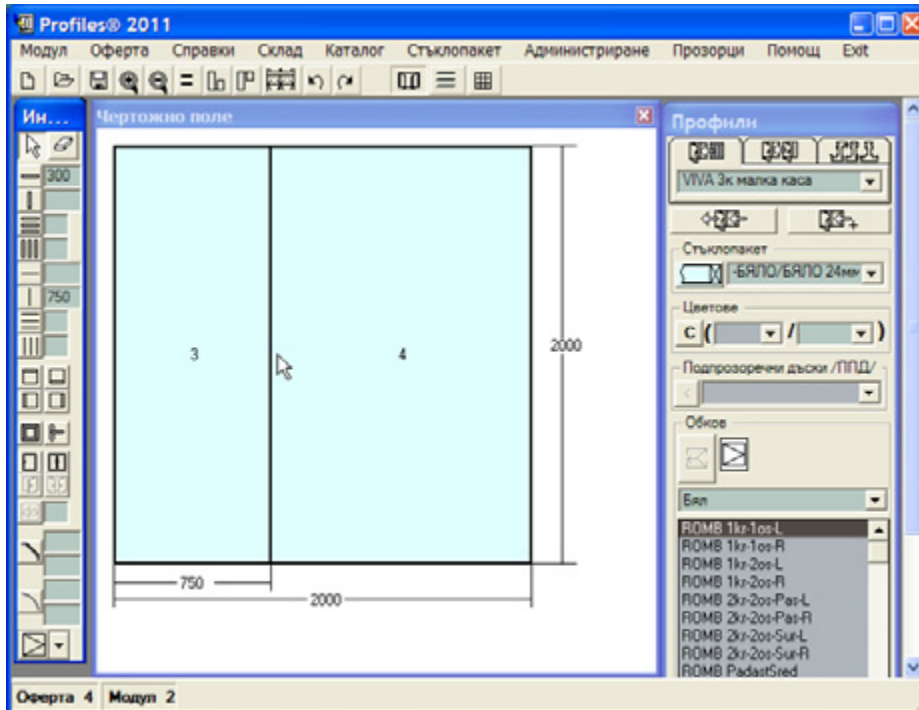 Profiles® 2011
Модул Оферта Справки Склад Каталог Стъклопакет Администриране Прозорци Помощ Exit
Ин...
Чертожно поле
Профили
300
VIVA 3к малка каса
Стъклопакет
-БЯЛО/БЯЛО 24мм
750
Цветове
C ( / )
3
4
2000
Подпрозоречни дъски /ППД/
Обков
Бял
ROMB 1kr-1os-L
ROMB 1kr-1os-R
ROMB 1kr-2os-L
ROMB 1kr-2os-R
ROMB 2kr-2os-Pas-L
ROMB 2kr-2os-Pas-R
ROMB 2kr-2os-Sur-L
ROMB 2kr-2os-Sur-R
ROMB PadastSred
750
2000
Оферта 4 Модул 2